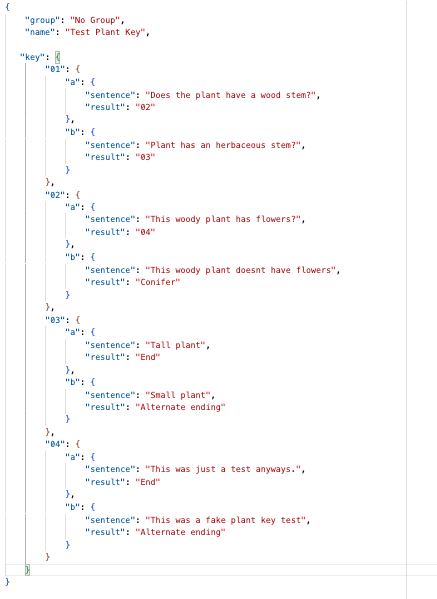 {
    "group": "No Group",
    "name": "Test Plant Key",

   "key": {
        "01": {
            "a": {
                "sentence": "Does the plant have a wood stem?",
                "result": "02"
            },
            "b": {
                "sentence": "Plant has an herbaceous stem?",
                "result": "03"
            }
        },
        "02": {
            "a": {
                "sentence": "This woody plant has flowers?",
                "result": "04"
            },
            "b": {
                "sentence": "This woody plant doesnt have flowers",
                "result": "Conifer"
            }
        },
        "03": {
            "a": {
                "sentence": "Tall plant",
                "result": "End"
            },
            "b": {
                "sentence": "Small plant",
                "result": "Alternate ending"
            }
        },
        "04": {
            "a": {
                "sentence": "This was just a test anyways.",
                "result": "End"
            },
            "b": {
                "sentence": "This was a fake plant key test",
                "result": "Alternate ending"
            }
        }
    }
}